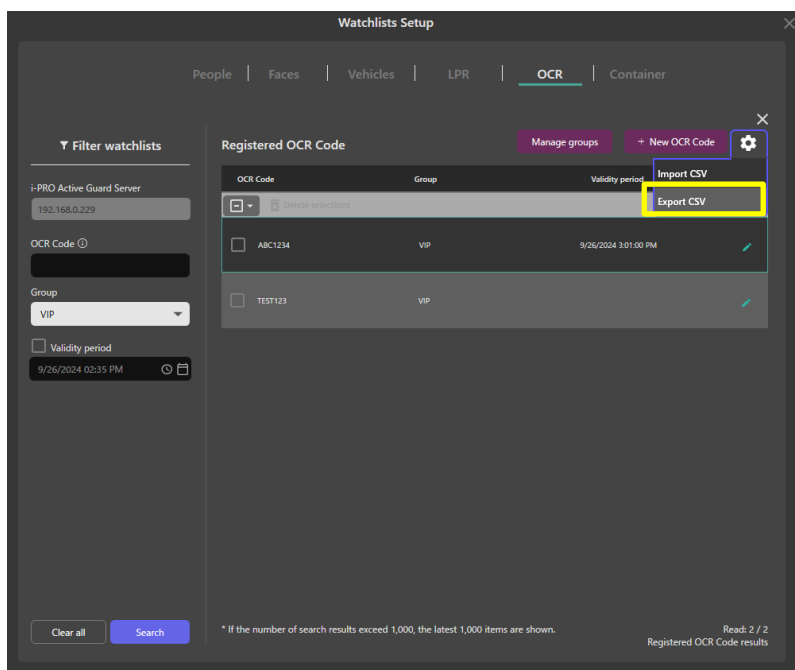 Watchlists Setup
People | Faces | Vehicles | LPR | OCR | Container
Filter watchlists
i-PRO Active Guard Server
192.168.0.229
OCR Code
Group
VIP
Validity period
9/26/2024 02:35 PM
Clear all
Search
Registered OCR Code
Manage groups
+ New OCR Code
Import CSV
Export CSV
OCR Code Group Validity period
Delete selections
ABC1234 VIP 9/26/2024 3:01:00 PM
TEST123 VIP
* If the number of search results exceed 1,000, the latest 1,000 items are shown.
Read: 2 / 2
Registered OCR Code results